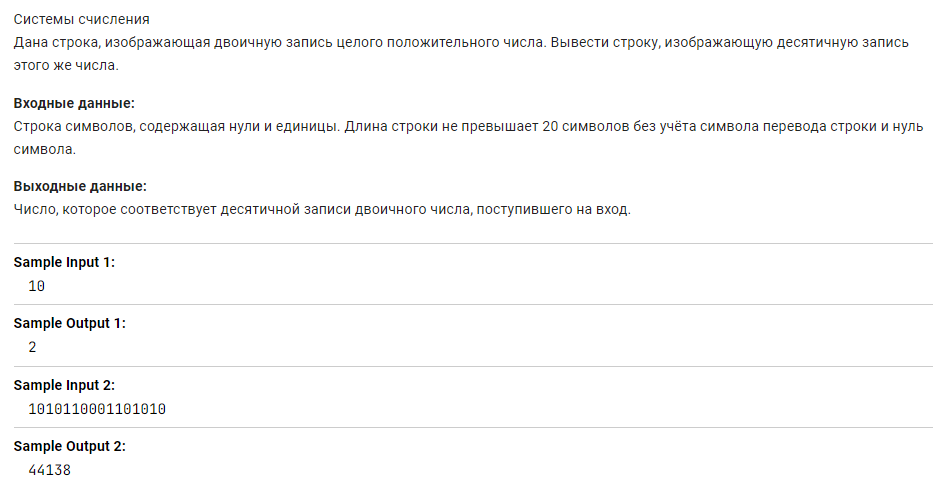 Системы счисления
Дана строка, изображающая двоичную запись целого положительного числа. Вывести строку, изображающую десятичную запись
этого же числа.
Входные данные:
Строка символов, содержащая нули и единицы. Длина строки не превышает 20 символов без учёта символа перевода строки и нуль
символа.
Выходные данные:
Число, которое соответствует десятичной записи двоичного числа, поступившего на вход.
Sample Input 1:
10
Sample Output 1:
2
Sample Input 2:
1010110001101010
Sample Output 2:
44138